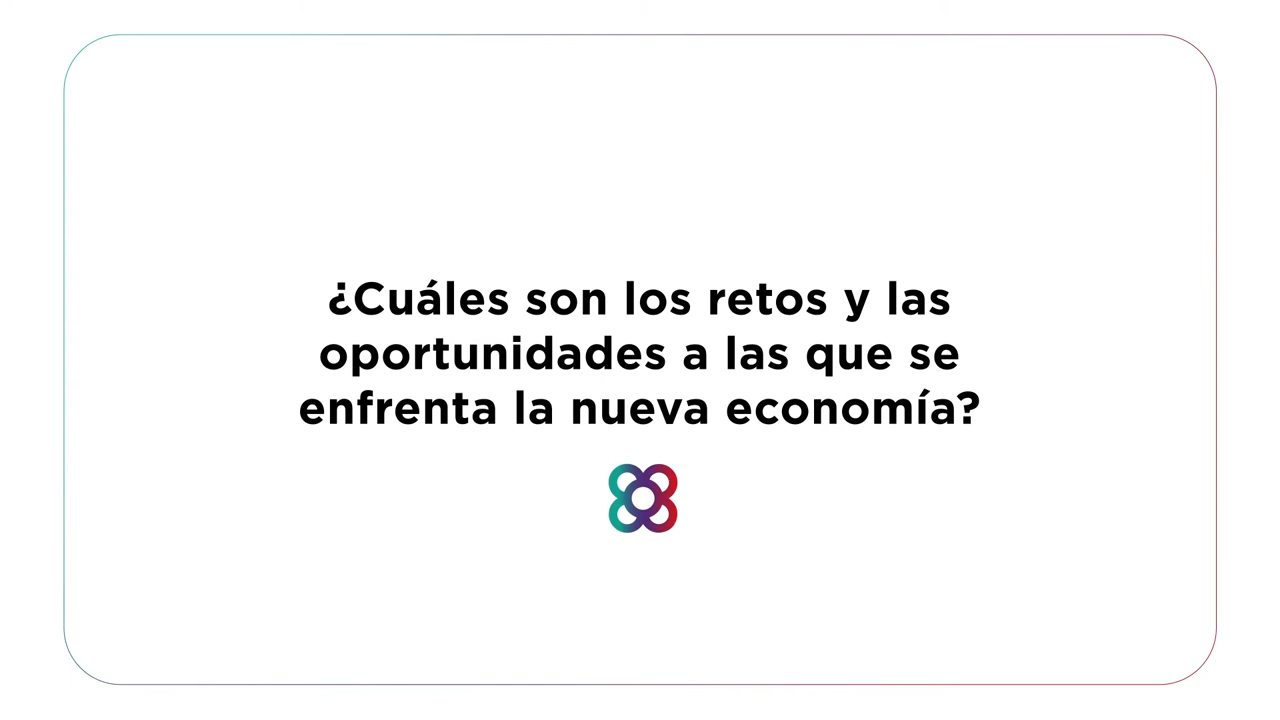 ¿Cuáles son los retos y las
oportunidades a las que se
enfrenta la nueva economía?